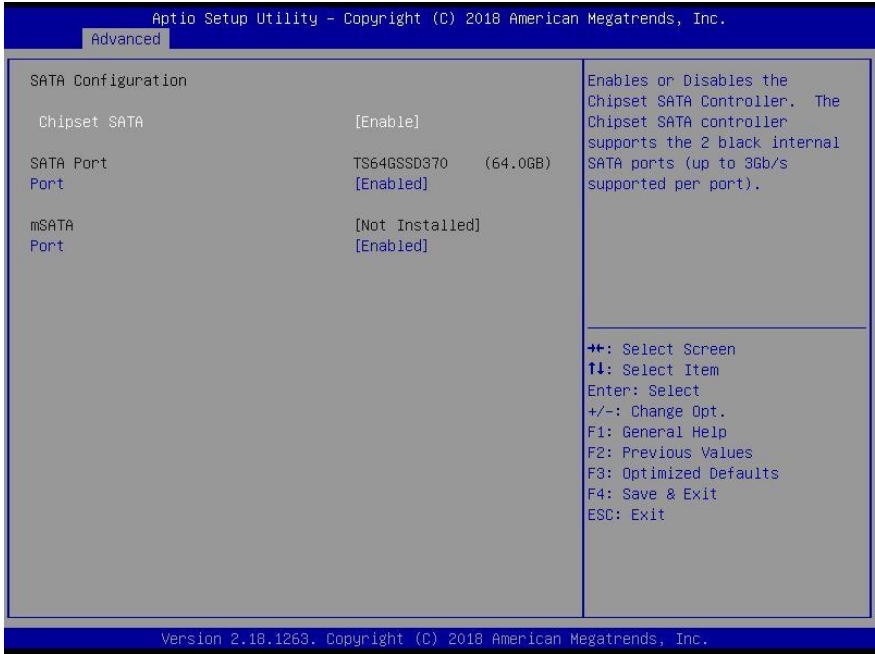 Aptio Setup Utility – Copyright (C) 2018 American Megatrends, Inc.
Advanced
SATA Configuration
Chipset SATA [Enable]
SATA Port TS64GSSD370 (64.0GB)
Port [Enabled]
mSATA [Not Installed]
Port [Enabled]
Enables or Disables the
Chipset SATA Controller. The
Chipset SATA controller
supports the 2 black internal
SATA ports (up to 3Gb/s
supported per port).
→←: Select Screen
↑↓: Select Item
Enter: Select
+/-: Change Opt.
F1: General Help
F2: Previous Values
F3: Optimized Defaults
F4: Save & Exit
ESC: Exit
Version 2.18.1263. Copyright (C) 2018 American Megatrends, Inc.